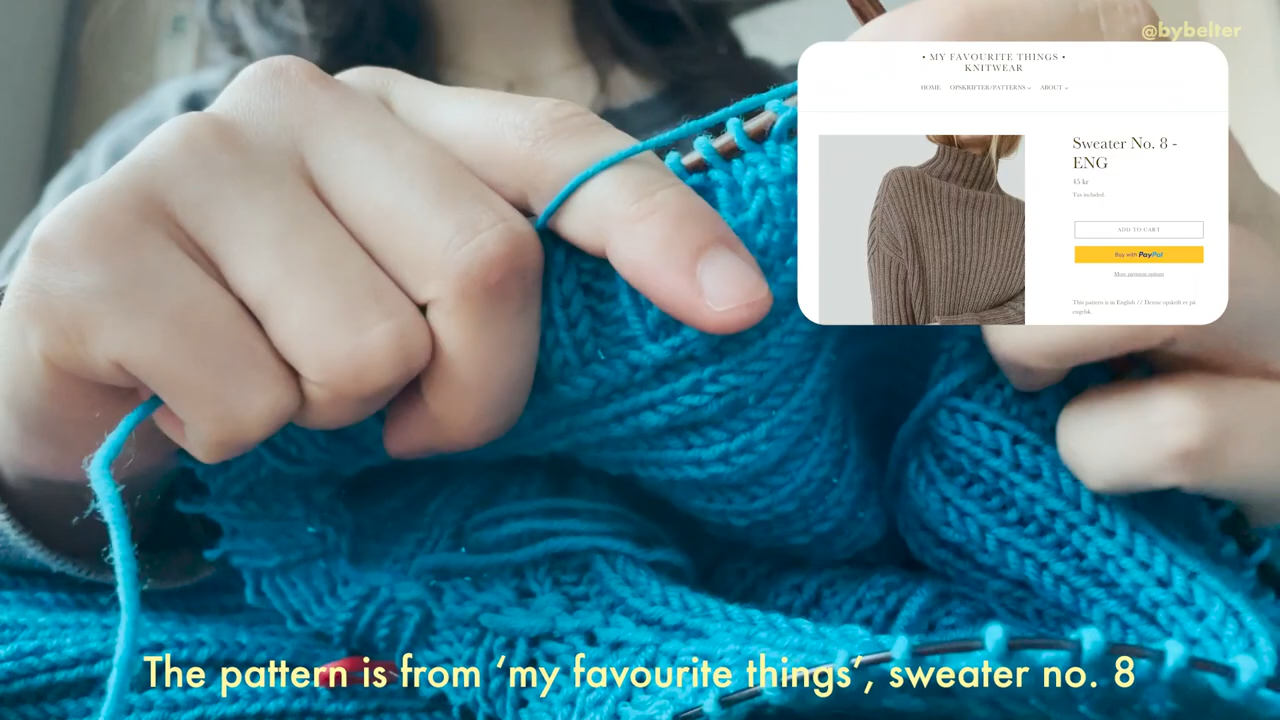 @bybelter
• MY FAVOURITE THINGS •
KNITWEAR
HOME OPSKRIFTER/PATTERNS ABOUT
Sweater No. 8 -
ENG
45 kr
Tax included.
ADD TO CART
Buy with PayPal
More payment options
This pattern is in English // Denne opskrift er på
engelsk.
The pattern is from ‘my favourite things’, sweater no. 8